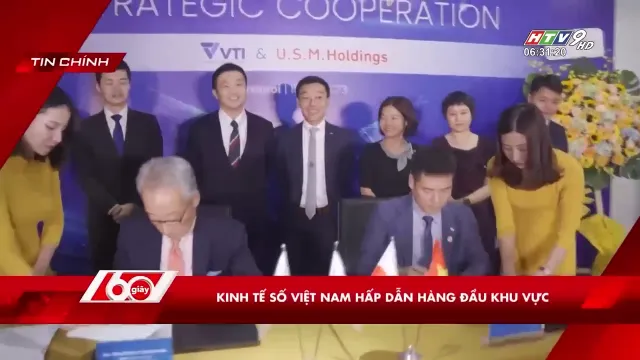 RATEGIC COOPERATION
HTV9 HD
06:31:20
TIN CHÍNH
VTI & U.S.M.Holdings
60 giây
KINH TẾ SỐ VIỆT NAM HẤP DẪN HÀNG ĐẦU KHU VỰC